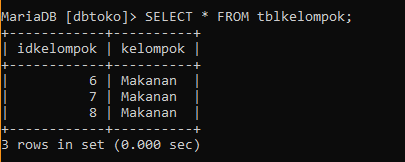 MariaDB [dbtoko]> SELECT * FROM tblkelompok;
+------------+----------+
| idkelompok | kelompok |
+------------+----------+
|          6 | Makanan  |
|          7 | Makanan  |
|          8 | Makanan  |
+------------+----------+
3 rows in set (0.000 sec)